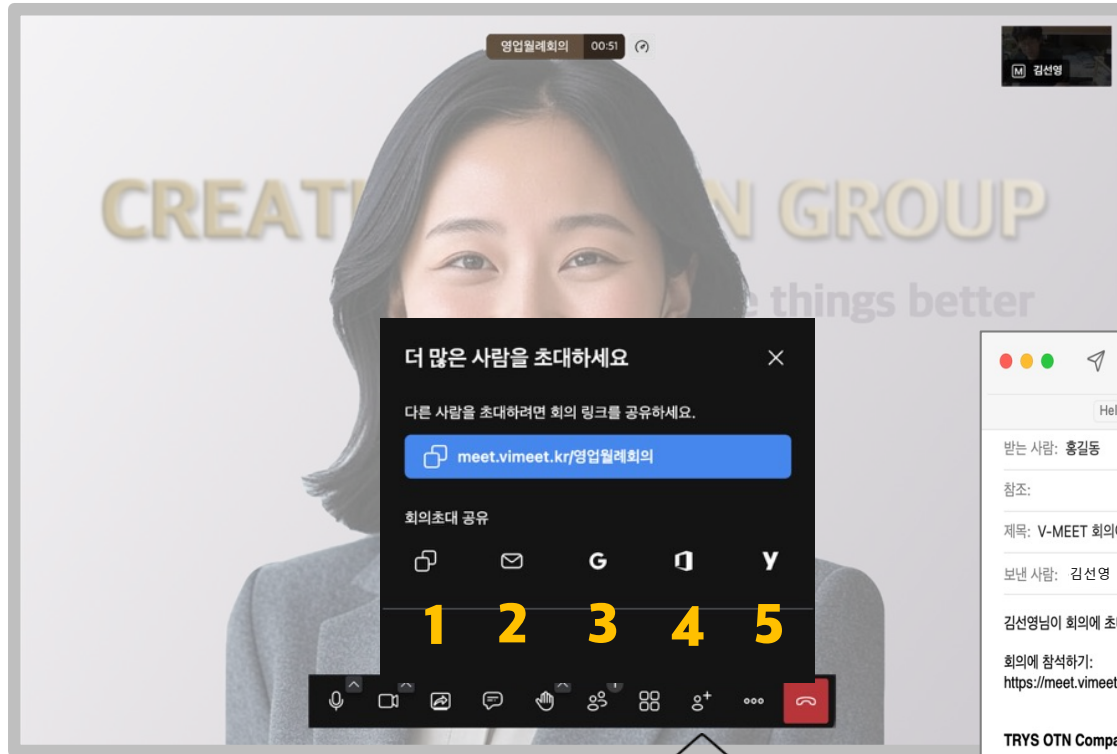 영업월례회의 00:51
M 김선영
CREATI N GROUP
e things better
더 많은 사람을 초대하세요
다른 사람을 초대하려면 회의 링크를 공유하세요.
meet.vimeet.kr/영업월례회의
회의초대 공유
G y
1 2 3 4 5
1
Hel
받는 사람: 홍길동
참조:
제목: V-MEET 회의에
보낸 사람: 김선영
김선영님이 회의에 초대
회의에 참석하기:
https://meet.vimeet
TRYS OTN Compa